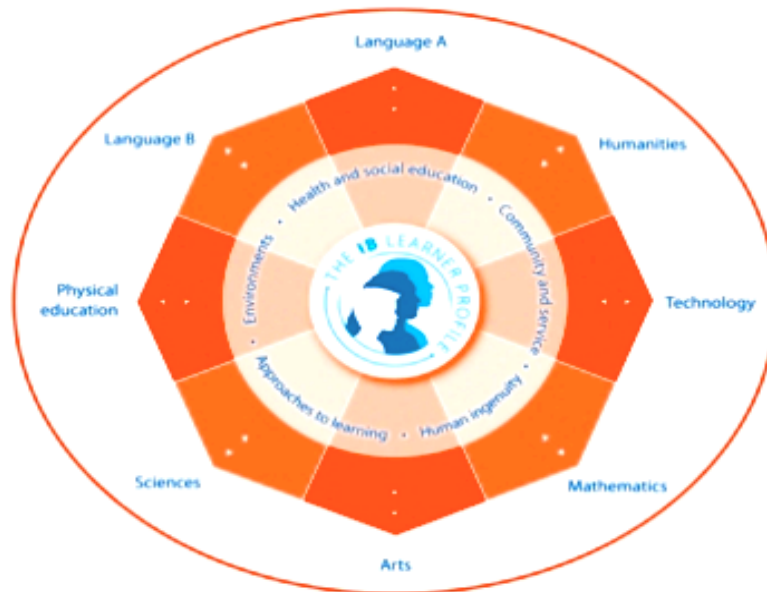 Language A
Language B
Humanities
Health and social education
Community and service
Environments
THE IB LEARNER PROFILE
Physical
education
Technology
Approaches to learning
Human ingenuity
Sciences
Mathematics
Arts